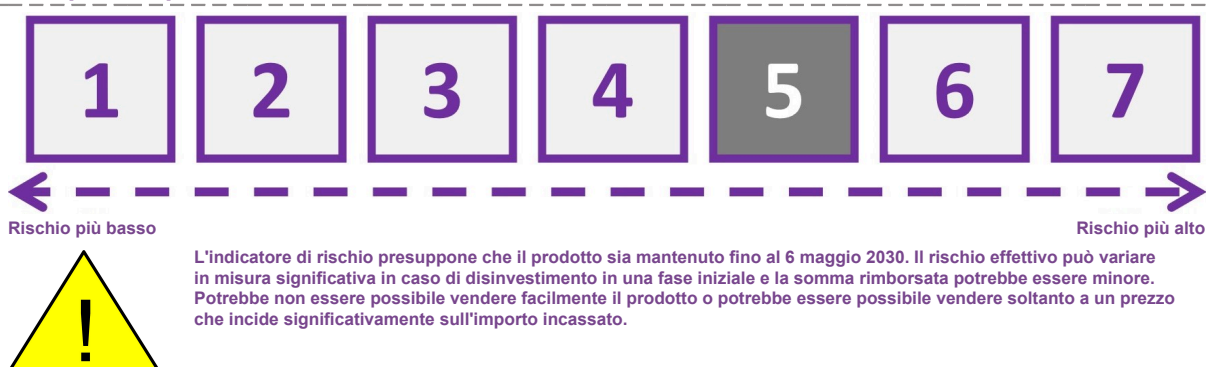 1 2 3 4 5 6 7
Rischio più basso Rischio più alto
!
L'indicatore di rischio presuppone che il prodotto sia mantenuto fino al 6 maggio 2030. Il rischio effettivo può variare
in misura significativa in caso di disinvestimento in una fase iniziale e la somma rimborsata potrebbe essere minore.
Potrebbe non essere possibile vendere facilmente il prodotto o potrebbe essere possibile vendere soltanto a un prezzo
che incide significativamente sull'importo incassato.